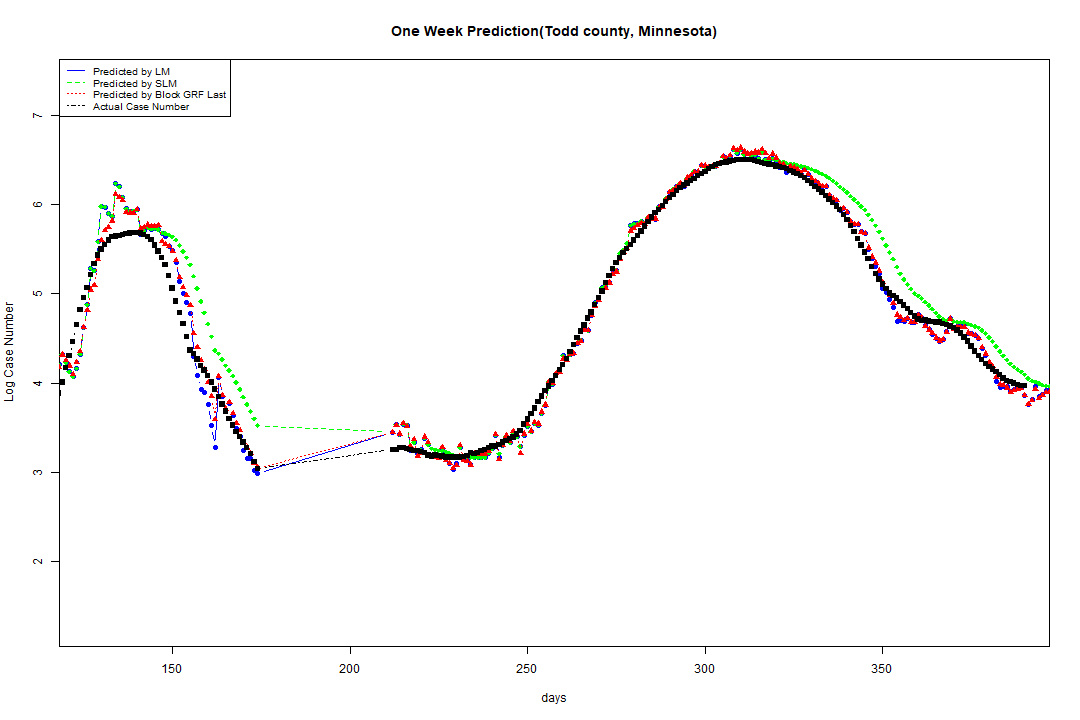 One Week Prediction(Todd county, Minnesota)
Predicted by LM
Predicted by SLM
Predicted by Block GRF Last
Actual Case Number
7
6
5
4
3
2
Log Case Number
150 200 250 300 350
days